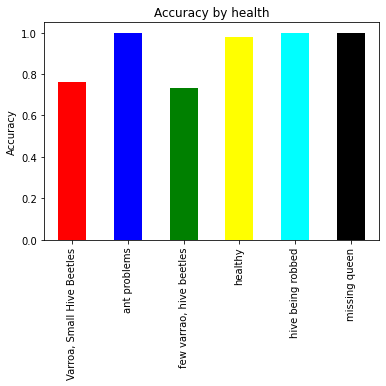 Accuracy by health
Accuracy
1.0
0.8
0.6
0.4
0.2
0.0
Varroa, Small Hive Beetles
ant problems
few varrao, hive beetles
healthy
hive being robbed
missing queen